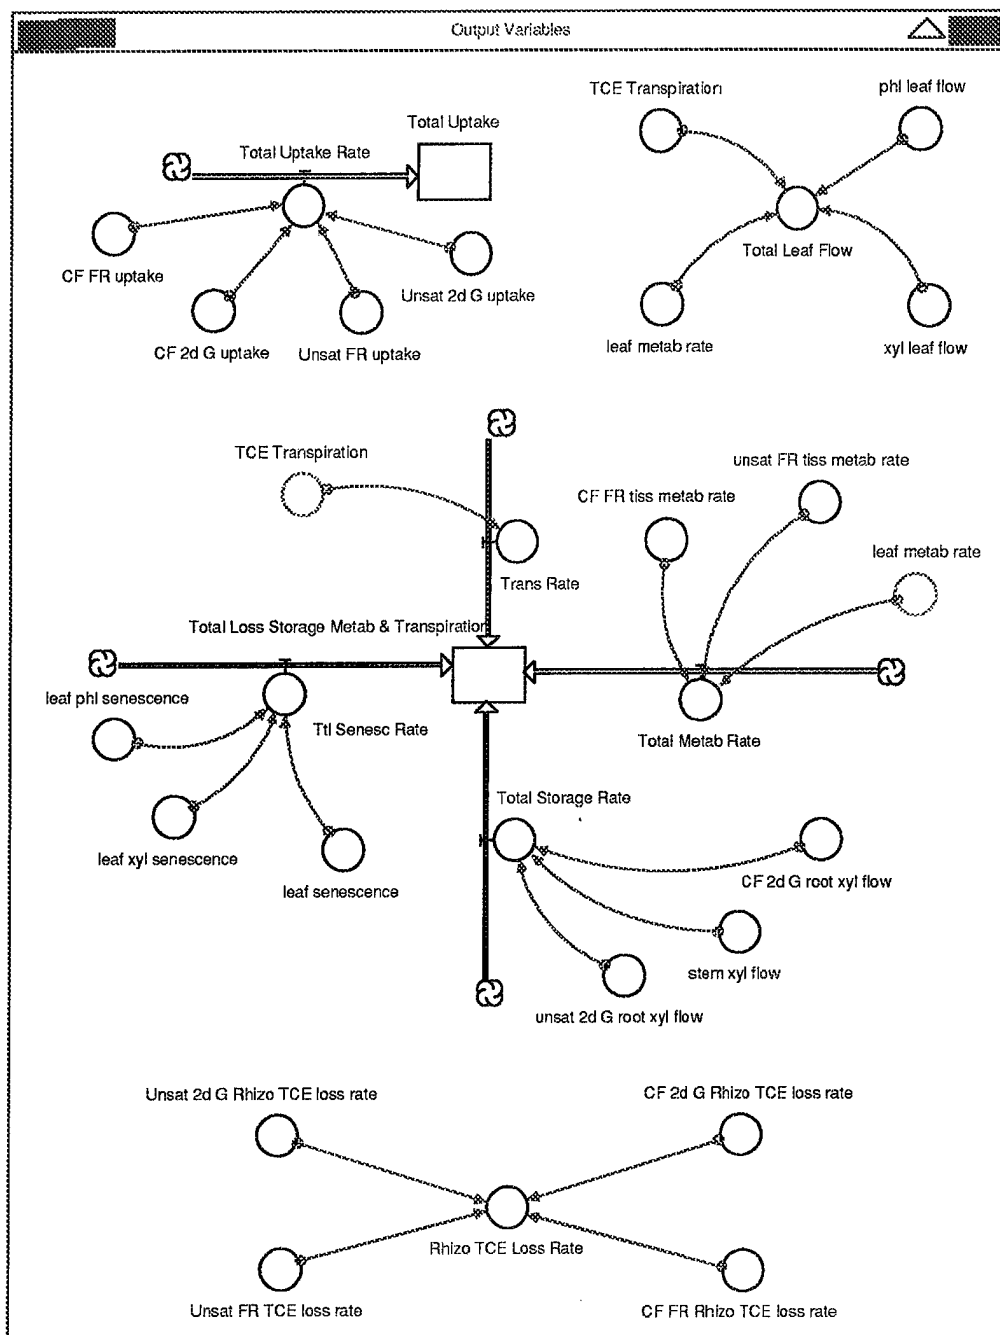 Output Variables
TCE Transpiration
phl leaf flow
Total Uptake
Total Uptake Rate
CF FR uptake
Unsat 2d G uptake
CF 2d G uptake
Unsat FR uptake
Total Leaf Flow
leaf metab rate
xyl leaf flow
TCE Transpiration
unsat FR tiss metab rate
CF FR tiss metab rate
leaf metab rate
Trans Rate
Total Loss Storage Metab & Transpiration
leaf phl senescence
Ttl Senesc Rate
Total Metab Rate
Total Storage Rate
leaf xyl senescence
leaf senescence
CF 2d G root xyl flow
stem xyl flow
unsat 2d G root xyl flow
Unsat 2d G Rhizo TCE loss rate
CF 2d G Rhizo TCE loss rate
Rhizo TCE Loss Rate
Unsat FR TCE loss rate
CF FR Rhizo TCE loss rate